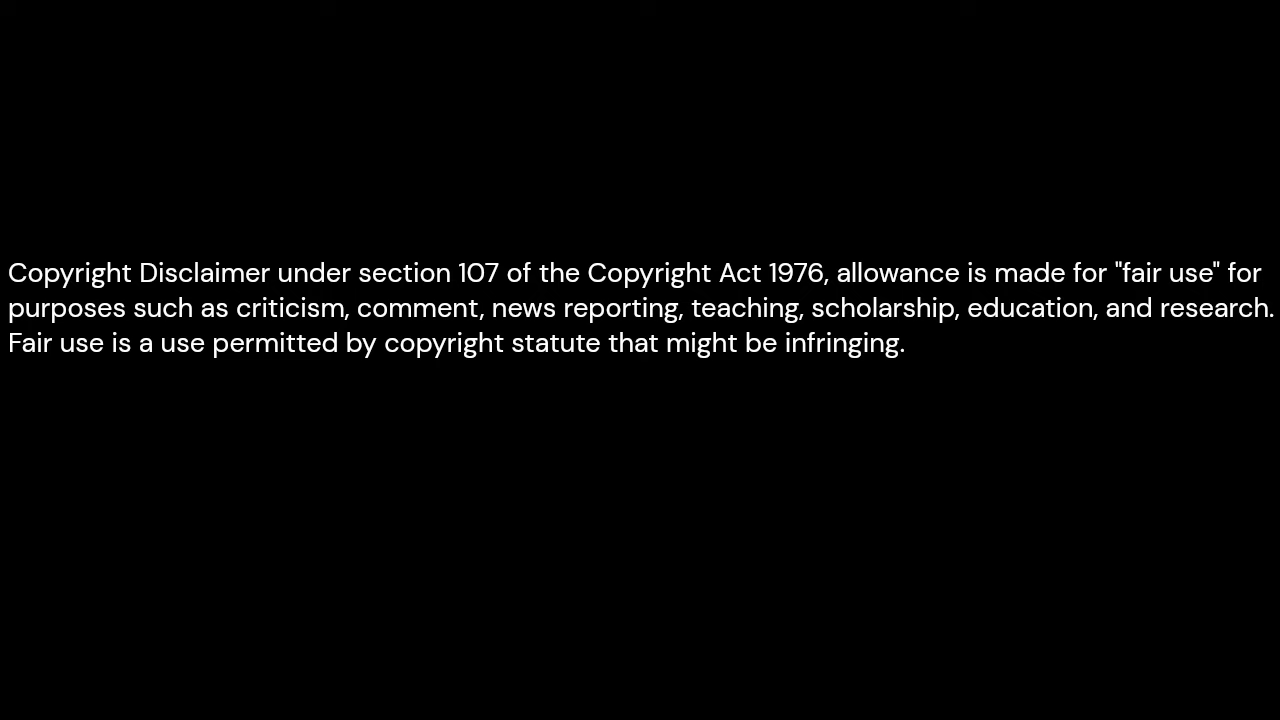 Copyright Disclaimer under section 107 of the Copyright Act 1976, allowance is made for "fair use" for
purposes such as criticism, comment, news reporting, teaching, scholarship, education, and research.
Fair use is a use permitted by copyright statute that might be infringing.